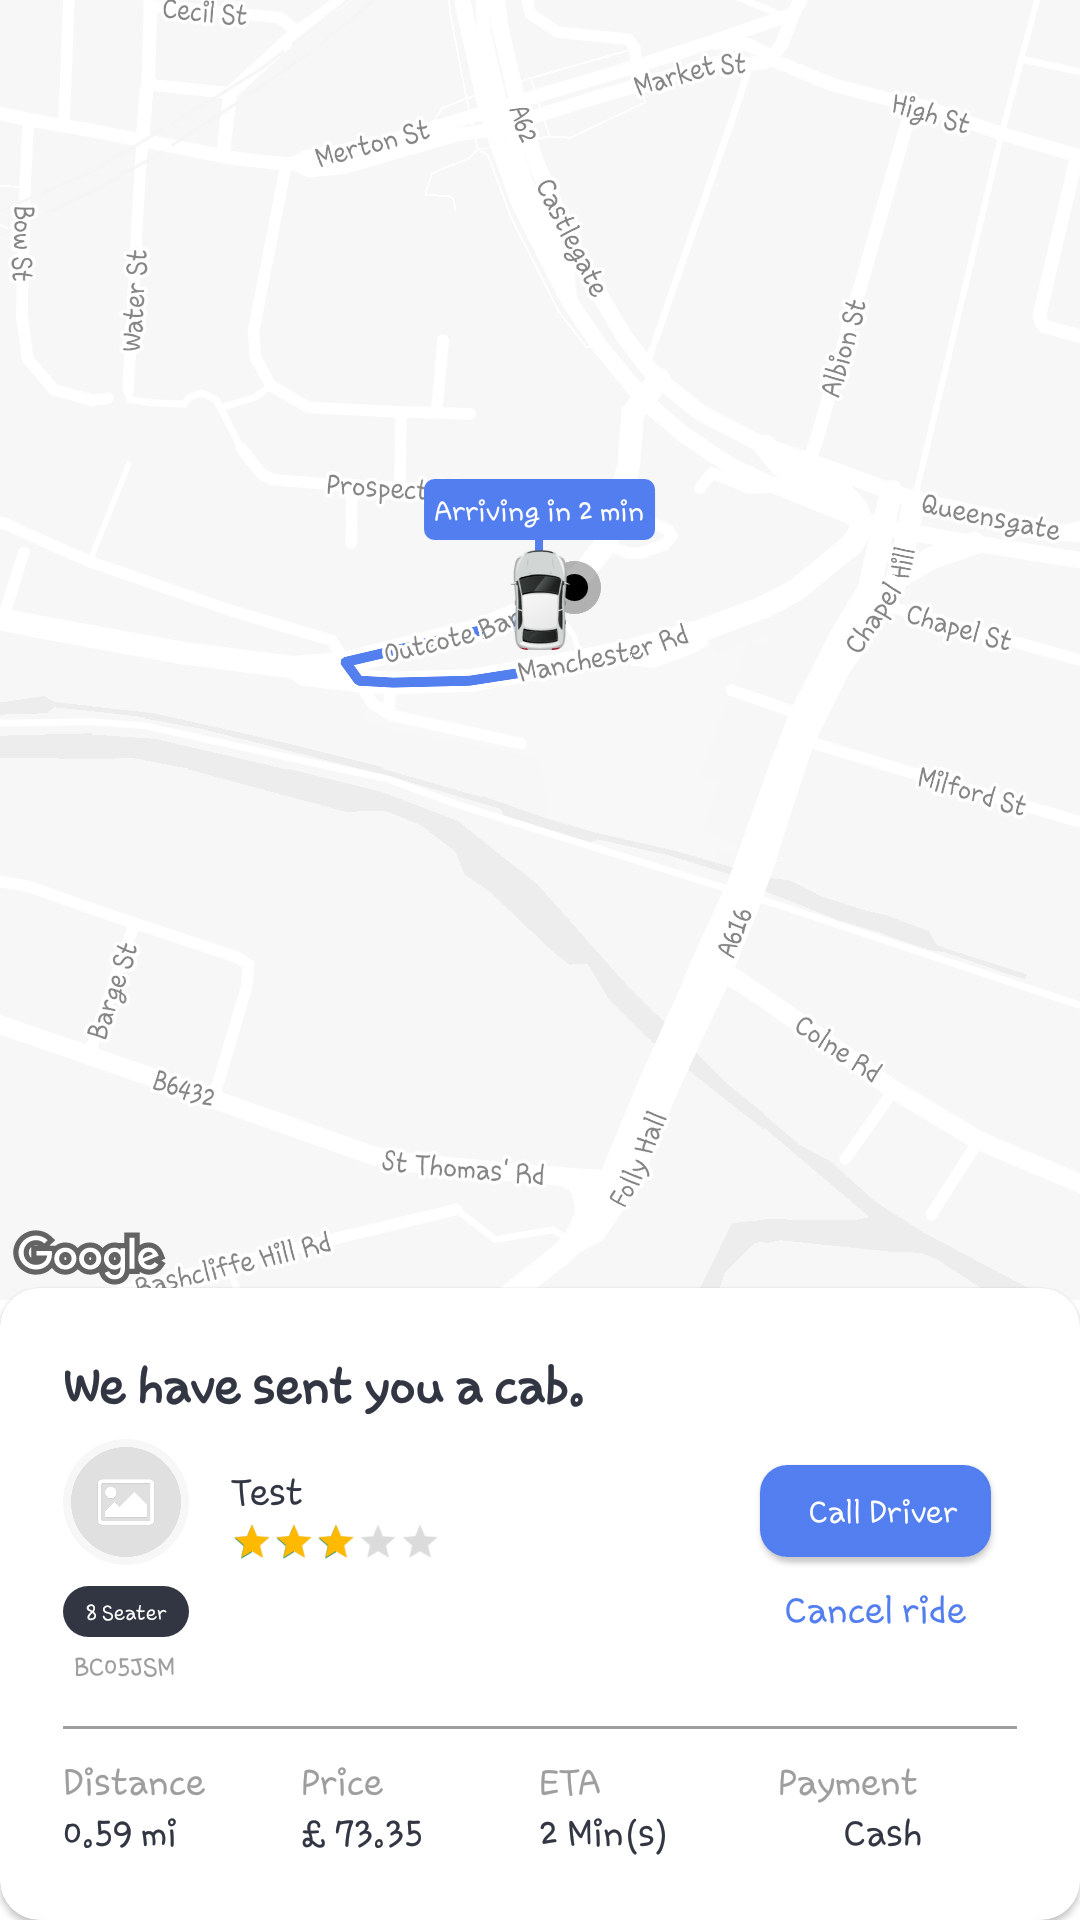 Cecil St
Market St
A62
High St
Merton St
Castlegate
Bow St
Water St
Albion St
Prospect
Arriving in 2 min
Queensgate
Chapel Hill
Chapel St
Outcote Ban
Manchester Rd
Milford St
A616
Barge St
Colne Rd
B6432
St Thomas' Rd
Folly Hall
Google
Bashcliffe Hill Rd
We have sent you a cab.
Test
Call Driver
8 Seater
Cancel ride
BC05JSM
Distance Price ETA Payment
0.59 mi £ 73.35 2 Min(s) Cash